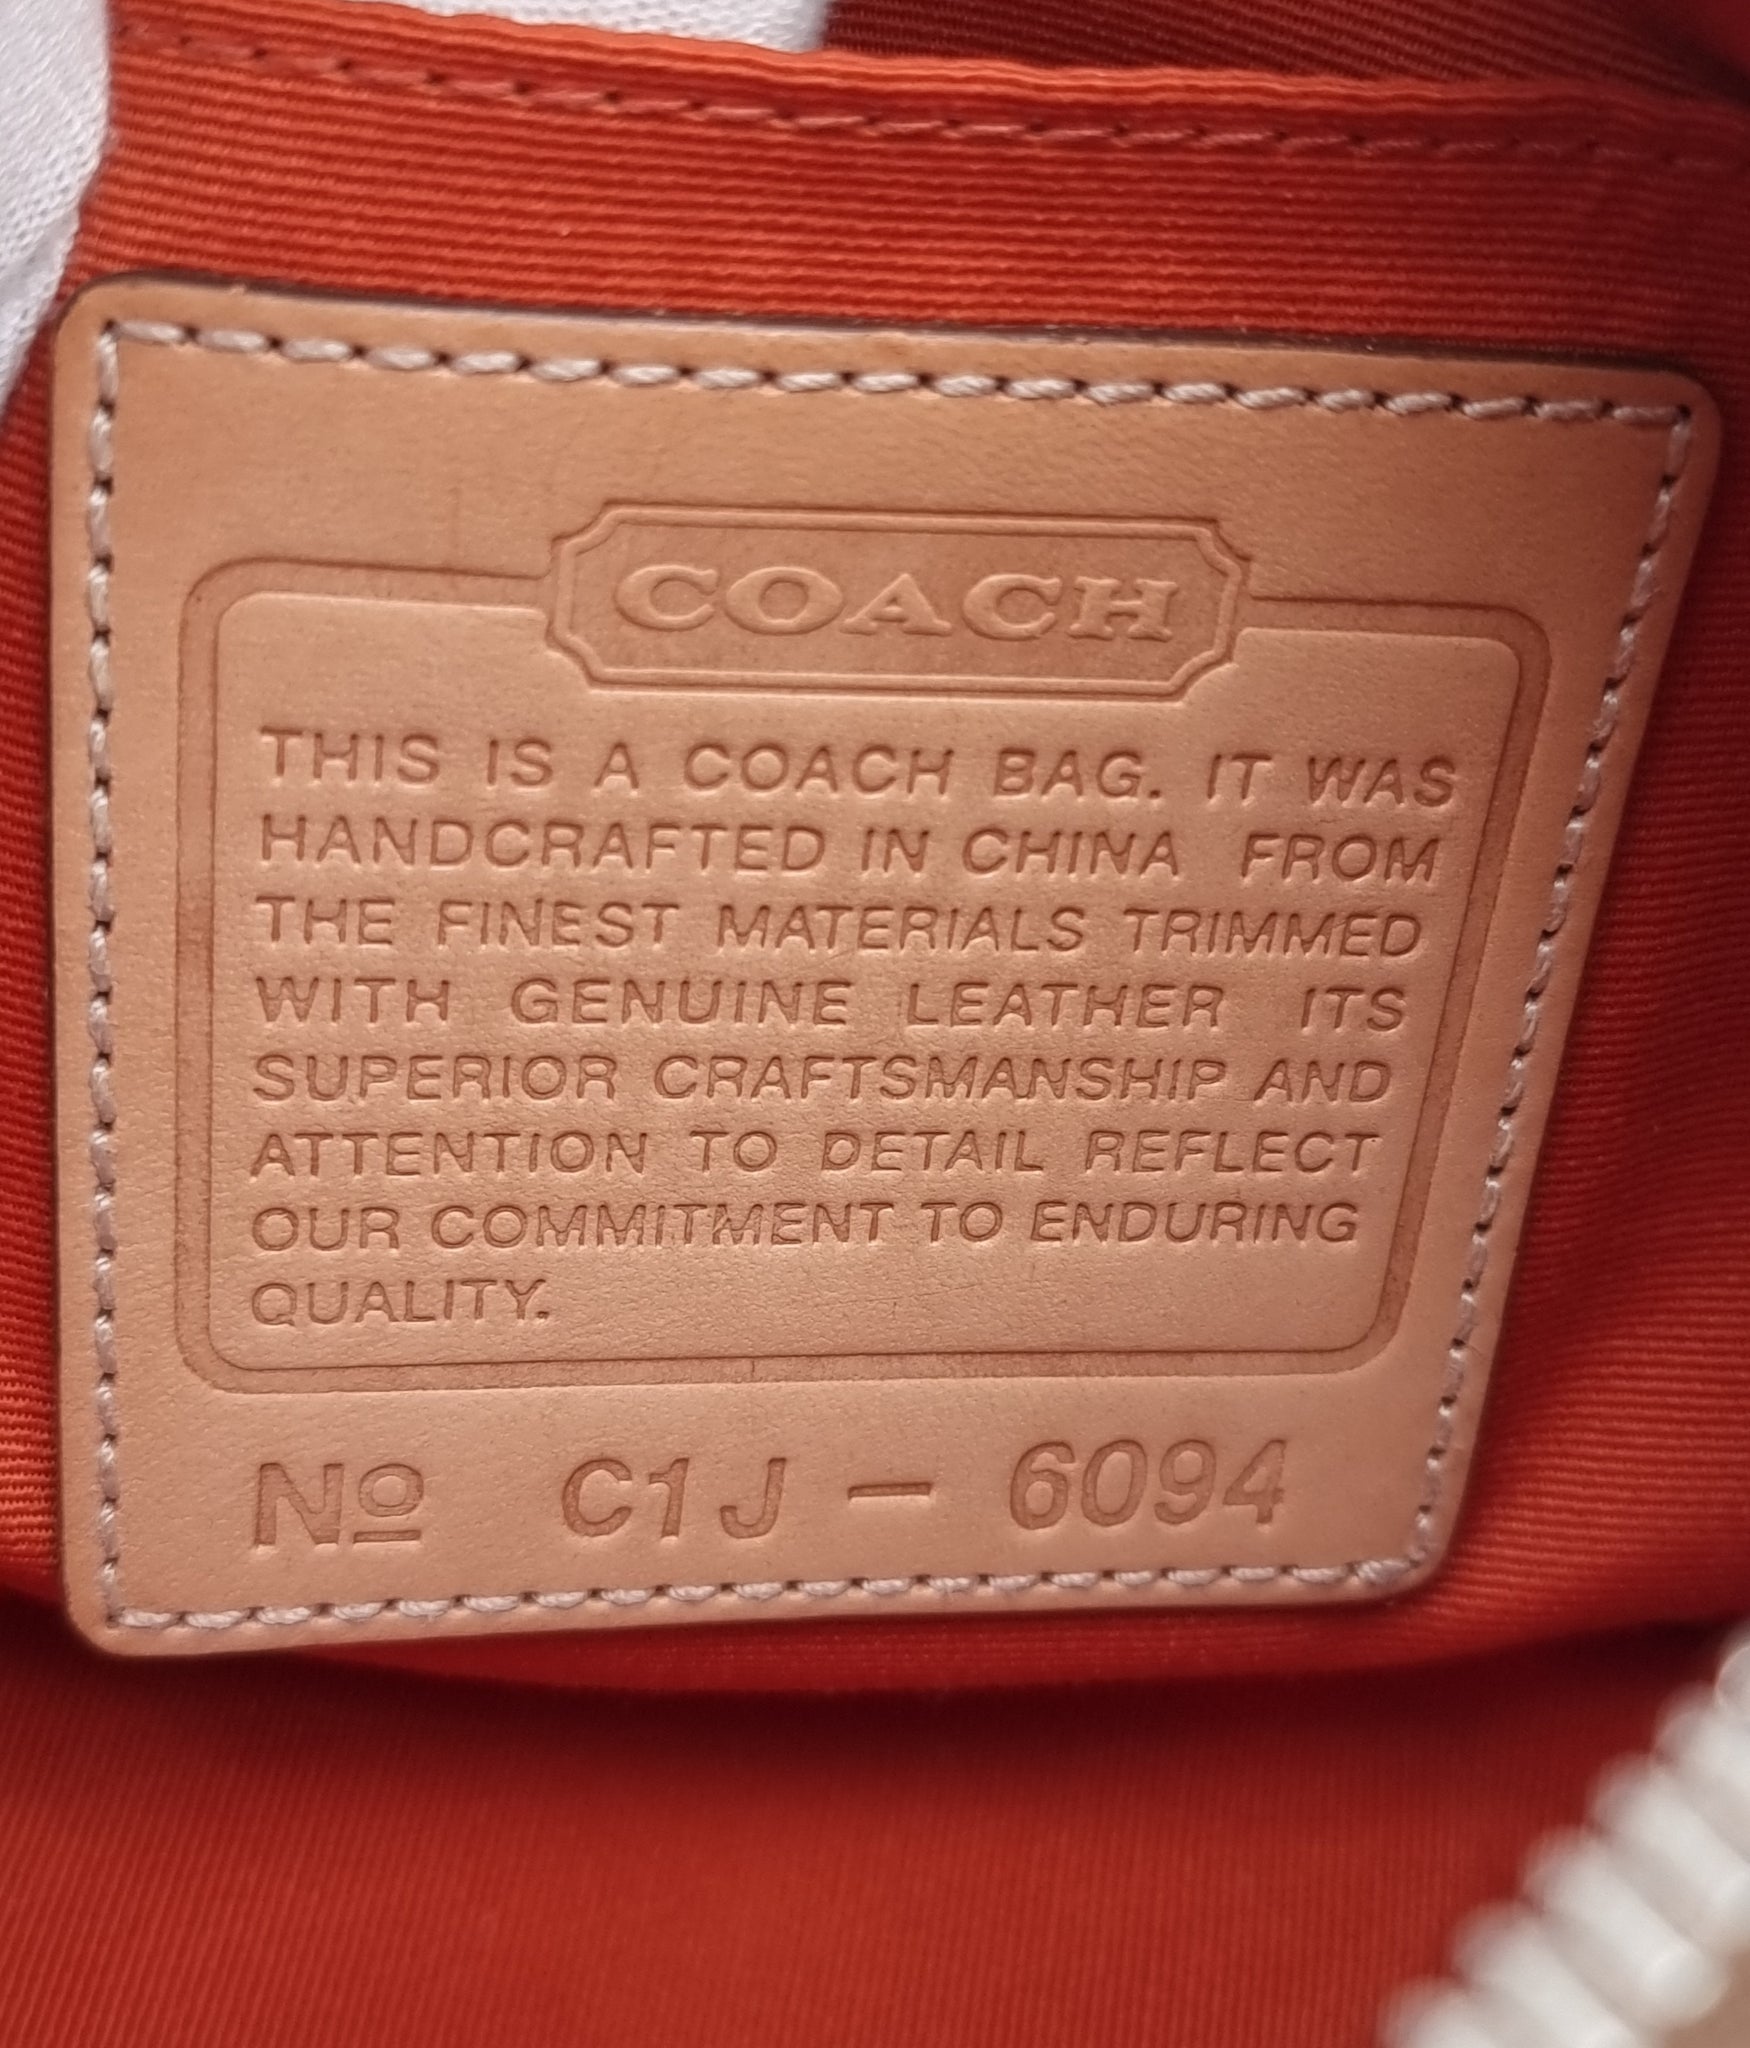 COACH
THIS IS A COACH BAG. IT WAS
HANDCRAFTED IN CHINA FROM
THE FINEST MATERIALS TRIMMED
WITH GENUINE LEATHER ITS
SUPERIOR CRAFTSMANSHIP AND
ATTENTION TO DETAIL REFLECT
OUR COMMITMENT TO ENDURING
QUALITY.
Nº C1J - 6094